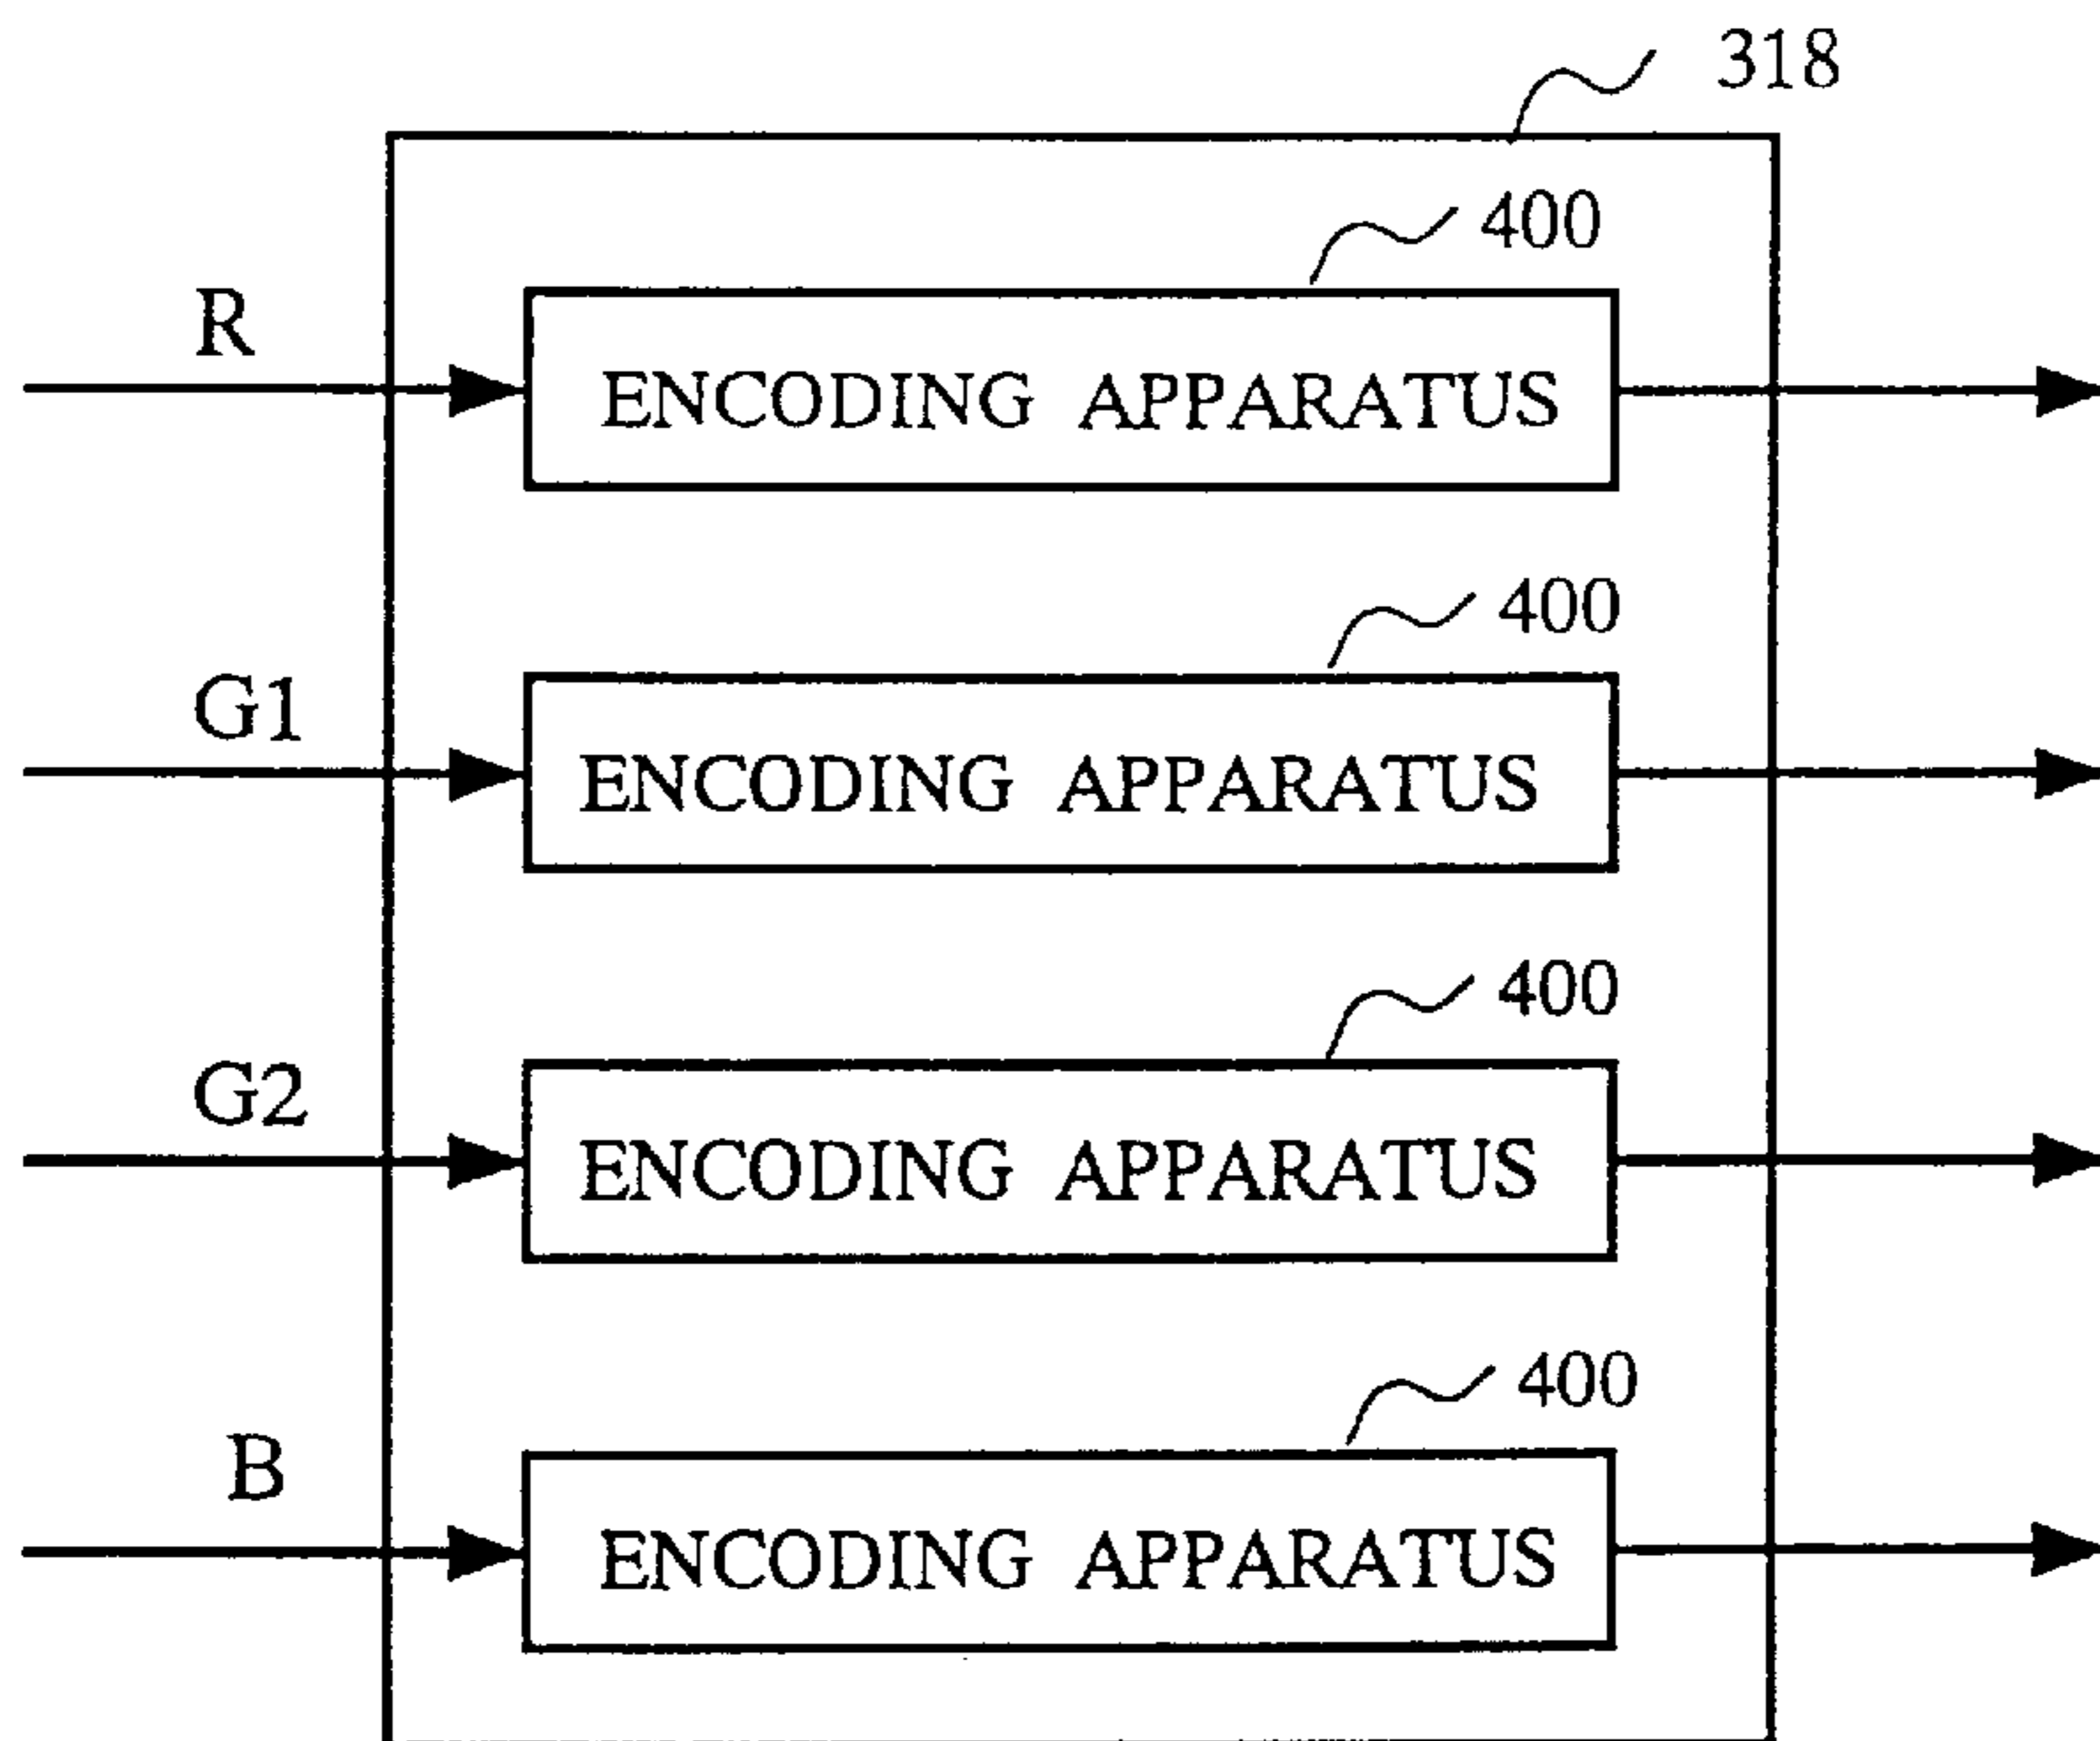 318
400
R
ENCODING APPARATUS
400
G1
ENCODING APPARATUS
400
G2
ENCODING APPARATUS
400
B
ENCODING APPARATUS